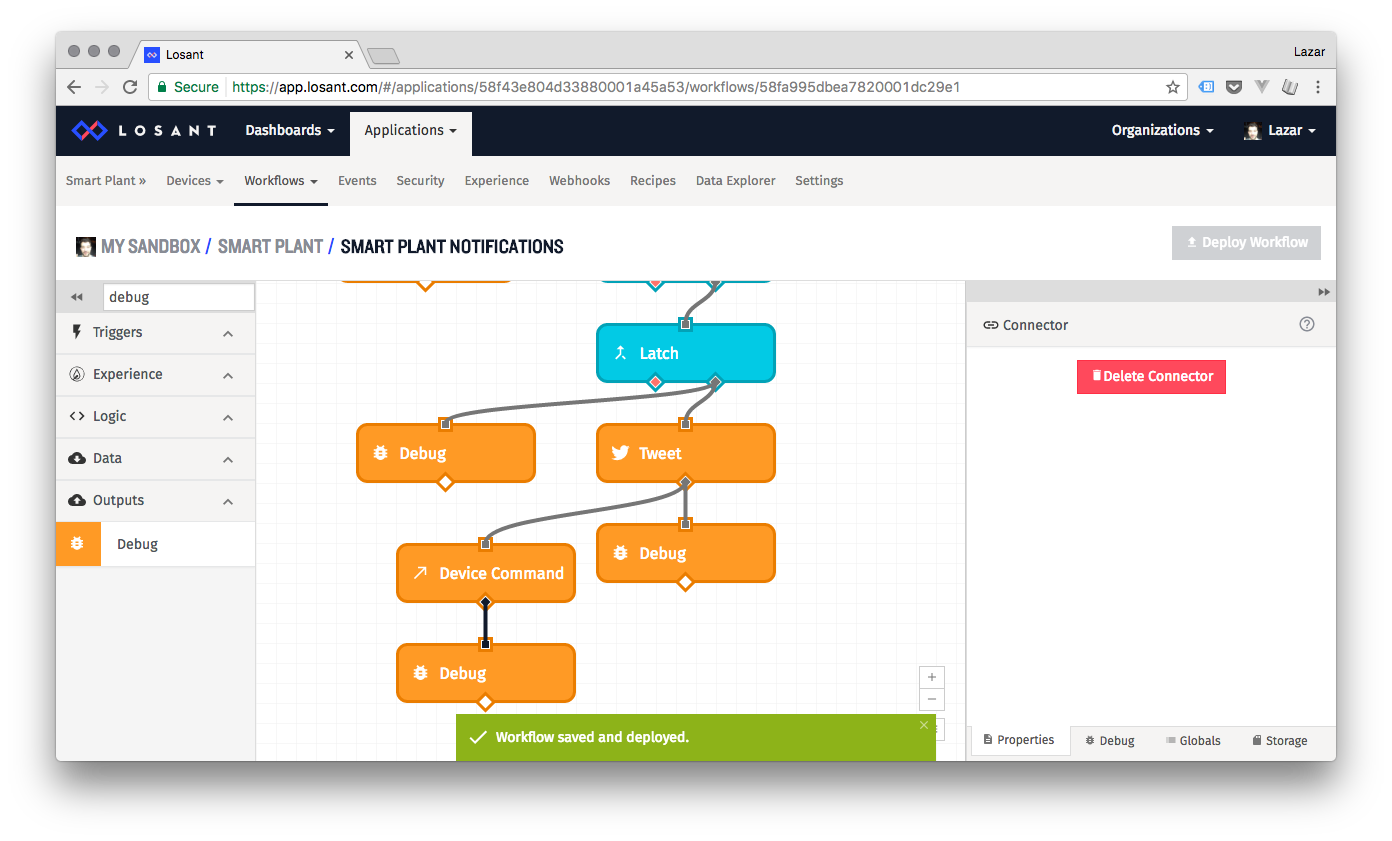 Losant
Lazar
Secure https://app.losant.com/#/applications/58f43e804d33880001a45a53/workflows/58fa995dbea7820001dc29e1
LOSANT Dashboards Applications Organizations Lazar
Smart Plant » Devices Workflows Events Security Experience Webhooks Recipes Data Explorer Settings
MY SANDBOX / SMART PLANT / SMART PLANT NOTIFICATIONS Deploy Workflow
debug
Triggers
Experience
Logic
Data
Outputs
Debug
Latch
Debug
Tweet
Device Command
Debug
Debug
Workflow saved and deployed.
Connector
Delete Connector
Properties Debug Globals Storage